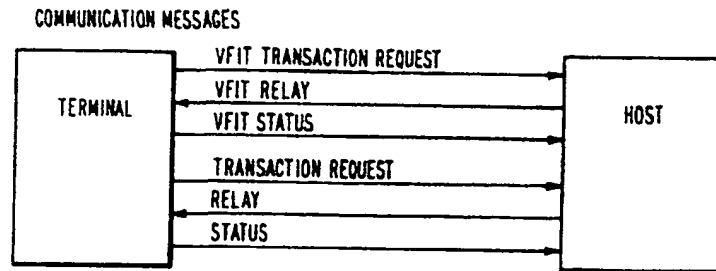 COMMUNICATION MESSAGES
VFIT TRANSACTION REQUEST
VFIT RELAY
TERMINAL
HOST
VFIT STATUS
TRANSACTION REQUEST
RELAY
STATUS